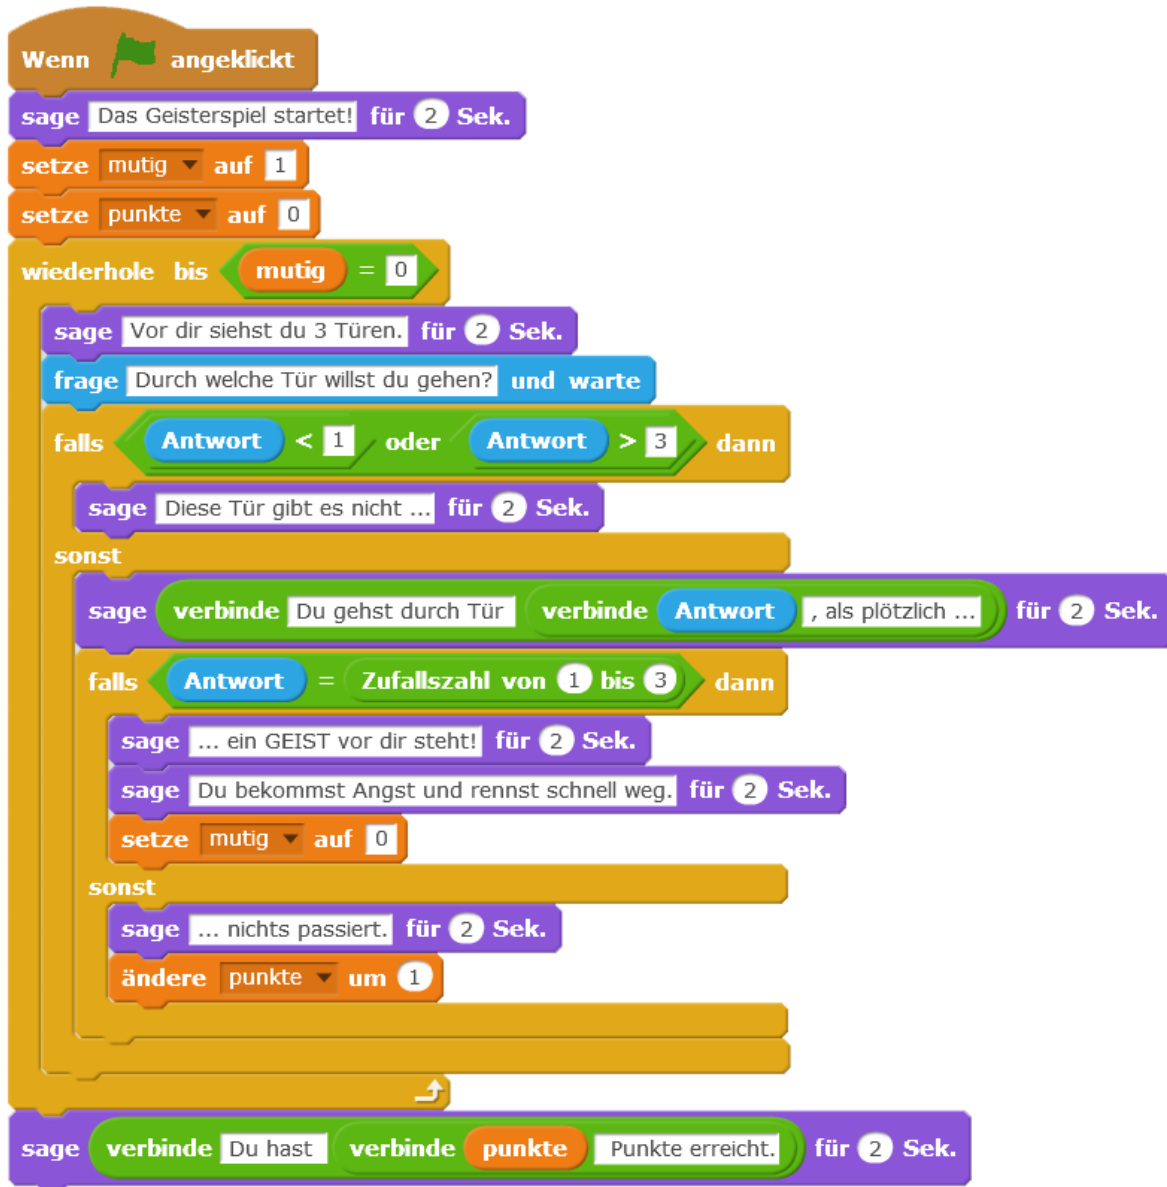 Wenn angeklickt
sage Das Geisterspiel startet! für 2 Sek.
setze mutig auf 1
setze punkte auf 0
wiederhole bis mutig = 0
sage Vor dir siehst du 3 Türen. für 2 Sek.
frage Durch welche Tür willst du gehen? und warte
falls Antwort < 1 oder Antwort > 3 dann
sage Diese Tür gibt es nicht ... für 2 Sek.
sonst
sage verbinde Du gehst durch Tür verbinde Antwort , als plötzlich ... für 2 Sek.
falls Antwort = Zufallszahl von 1 bis 3 dann
sage ... ein GEIST vor dir steht! für 2 Sek.
sage Du bekommst Angst und rennst schnell weg. für 2 Sek.
setze mutig auf 0
sonst
sage ... nichts passiert. für 2 Sek.
ändere punkte um 1
sage verbinde Du hast verbinde punkte Punkte erreicht. für 2 Sek.